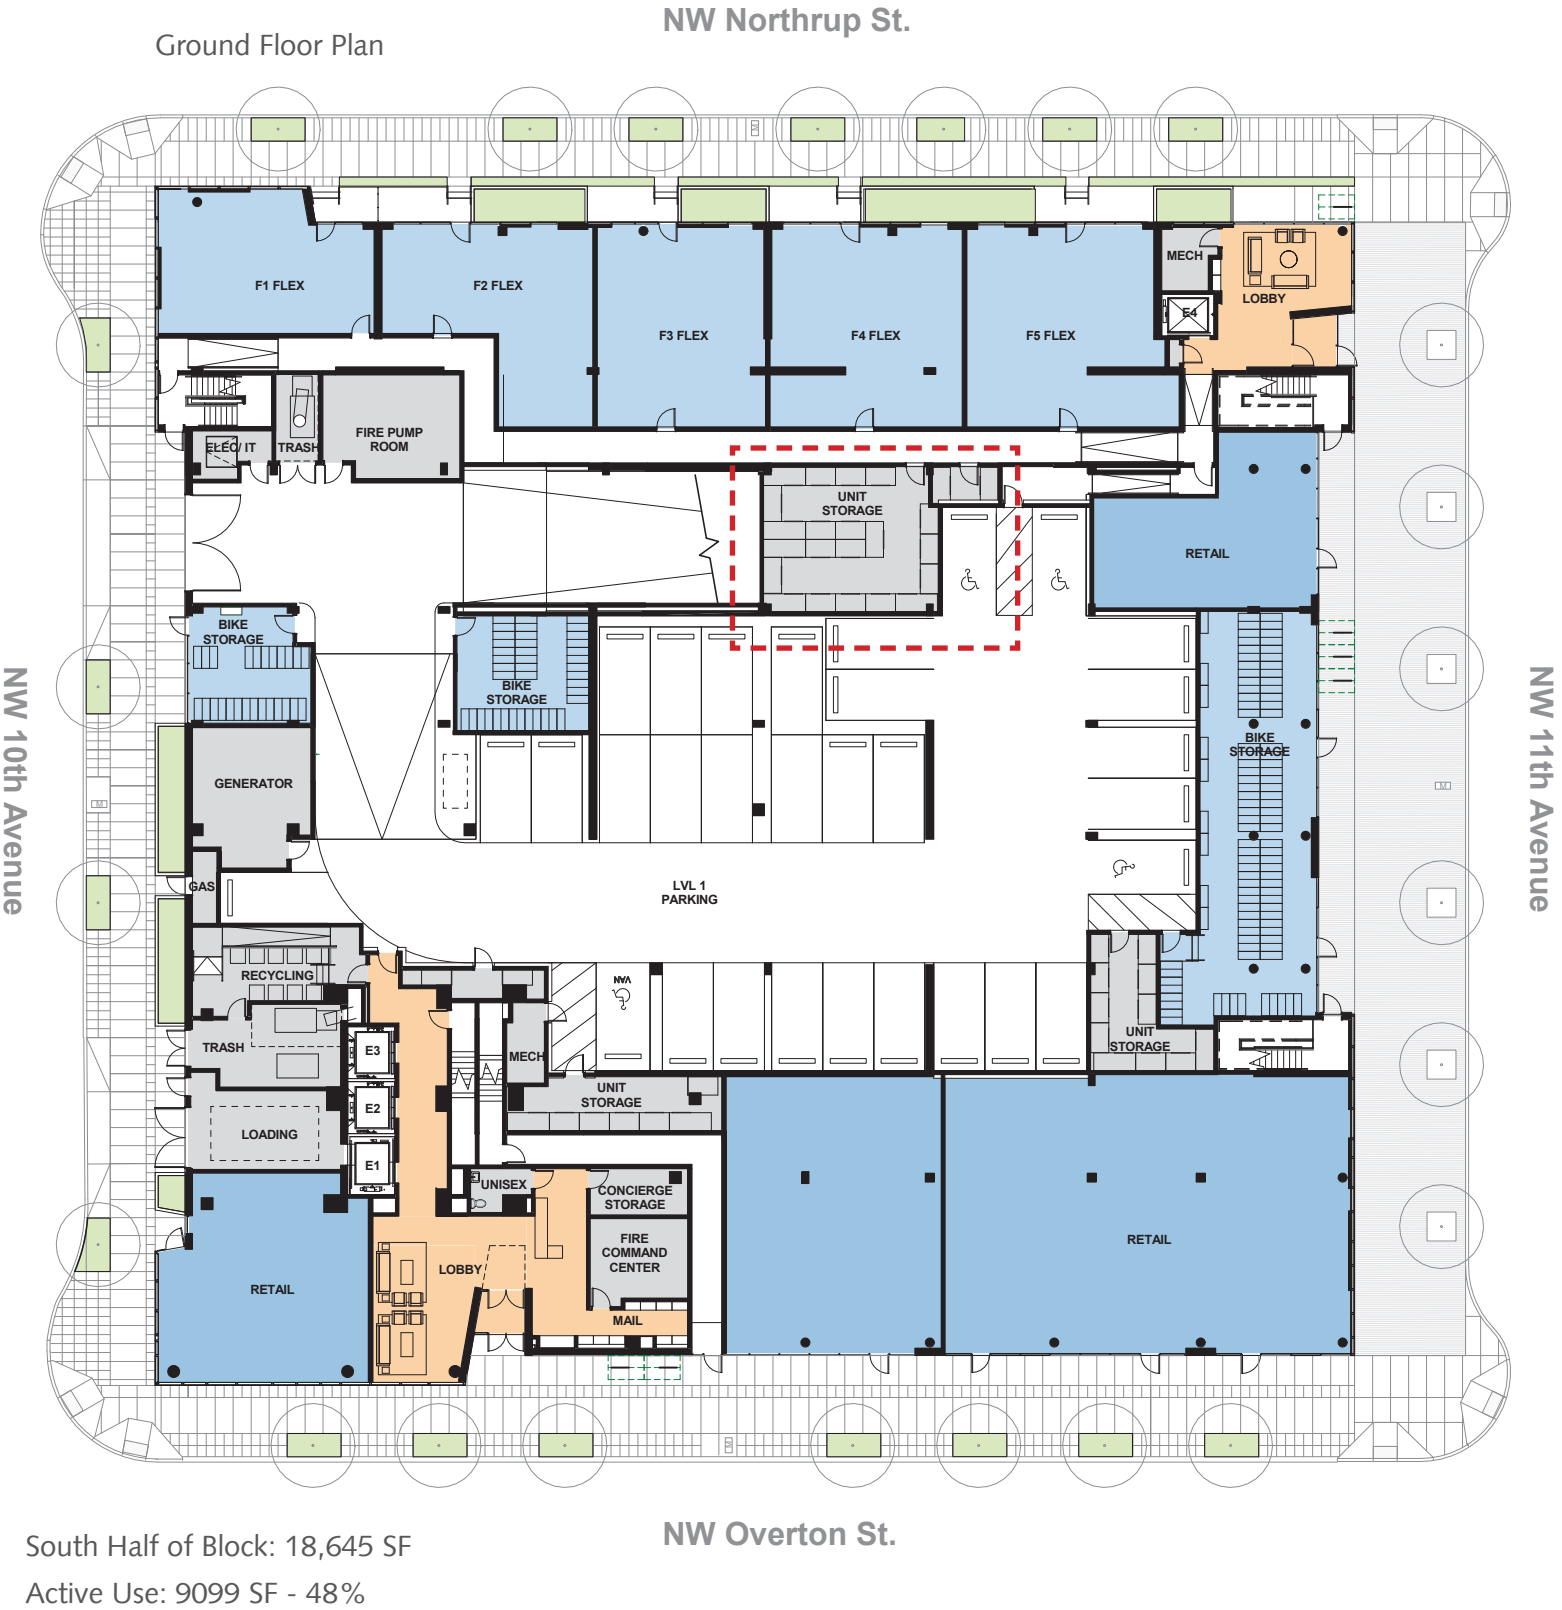 NW Northrup St.
Ground Floor Plan
M
F1 FLEX
F2 FLEX
F3 FLEX
F4 FLEX
F5 FLEX
MECH
E4
LOBBY
ELEC/ IT
TRASH
FIRE PUMP
ROOM
UNIT
STORAGE
RETAIL
BIKE
STORAGE
BIKE
STORAGE
BIKE
STORAGE
NW 10th Avenue
NW 11th Avenue
GENERATOR
M
M
GAS
LVL 1
PARKING
RECYCLING
VAN
TRASH
E3
MECH
UNIT
STORAGE
UNIT
STORAGE
E2
LOADING
E1
UNISEX
CONCIERGE
STORAGE
FIRE
COMMAND
CENTER
LOBBY
RETAIL
RETAIL
MAIL
M
NW Overton St.
South Half of Block: 18,645 SF
Active Use: 9099 SF - 48%